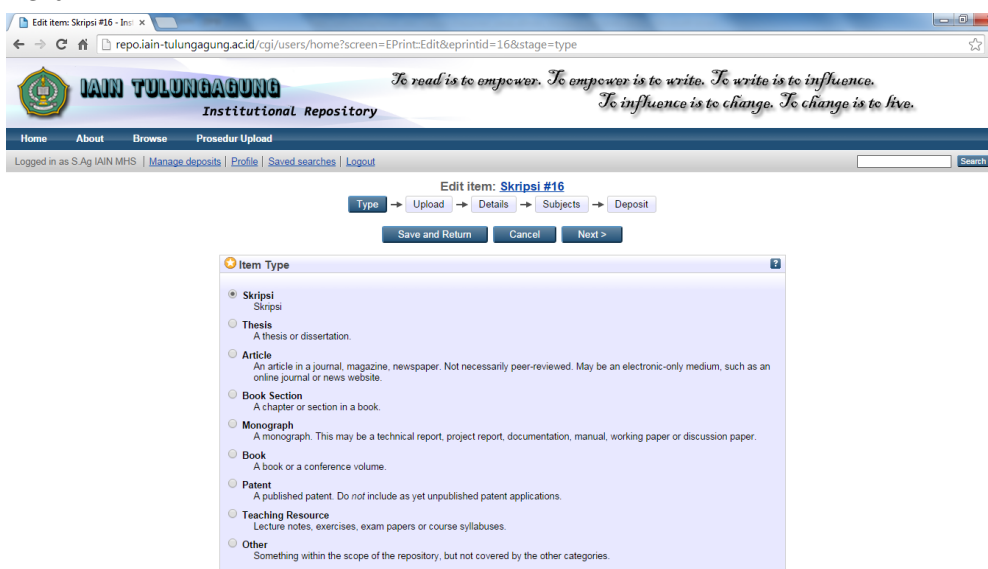 Edit item: Skripsi #16 - Ins
repo.iain-tulungagung.ac.id/cgi/users/home?screen=EPrint::Edit&eprintid=16&stage=type
IAIN TULUNGAGUNG
Institutional Repository
To read is to empower. To empower is to write. To write is to influence.
To influence is to change. To change is to live.
Home About Browse Prosedur Upload
Logged in as S.Ag IAIN MHS | Manage deposits | Profile | Saved searches | Logout
Search
Edit item: Skripsi #16
Type → Upload → Details → Subjects → Deposit
Save and Return Cancel Next >
Item Type
?
Skripsi
Skripsi
Thesis
A thesis or dissertation.
Article
An article in a journal, magazine, newspaper. Not necessarily peer-reviewed. May be an electronic-only medium, such as an
online journal or news website.
Book Section
A chapter or section in a book.
Monograph
A monograph. This may be a technical report, project report, documentation, manual, working paper or discussion paper.
Book
A book or a conference volume.
Patent
A published patent. Do not include as yet unpublished patent applications.
Teaching Resource
Lecture notes, exercises, exam papers or course syllabuses.
Other
Something within the scope of the repository, but not covered by the other categories.